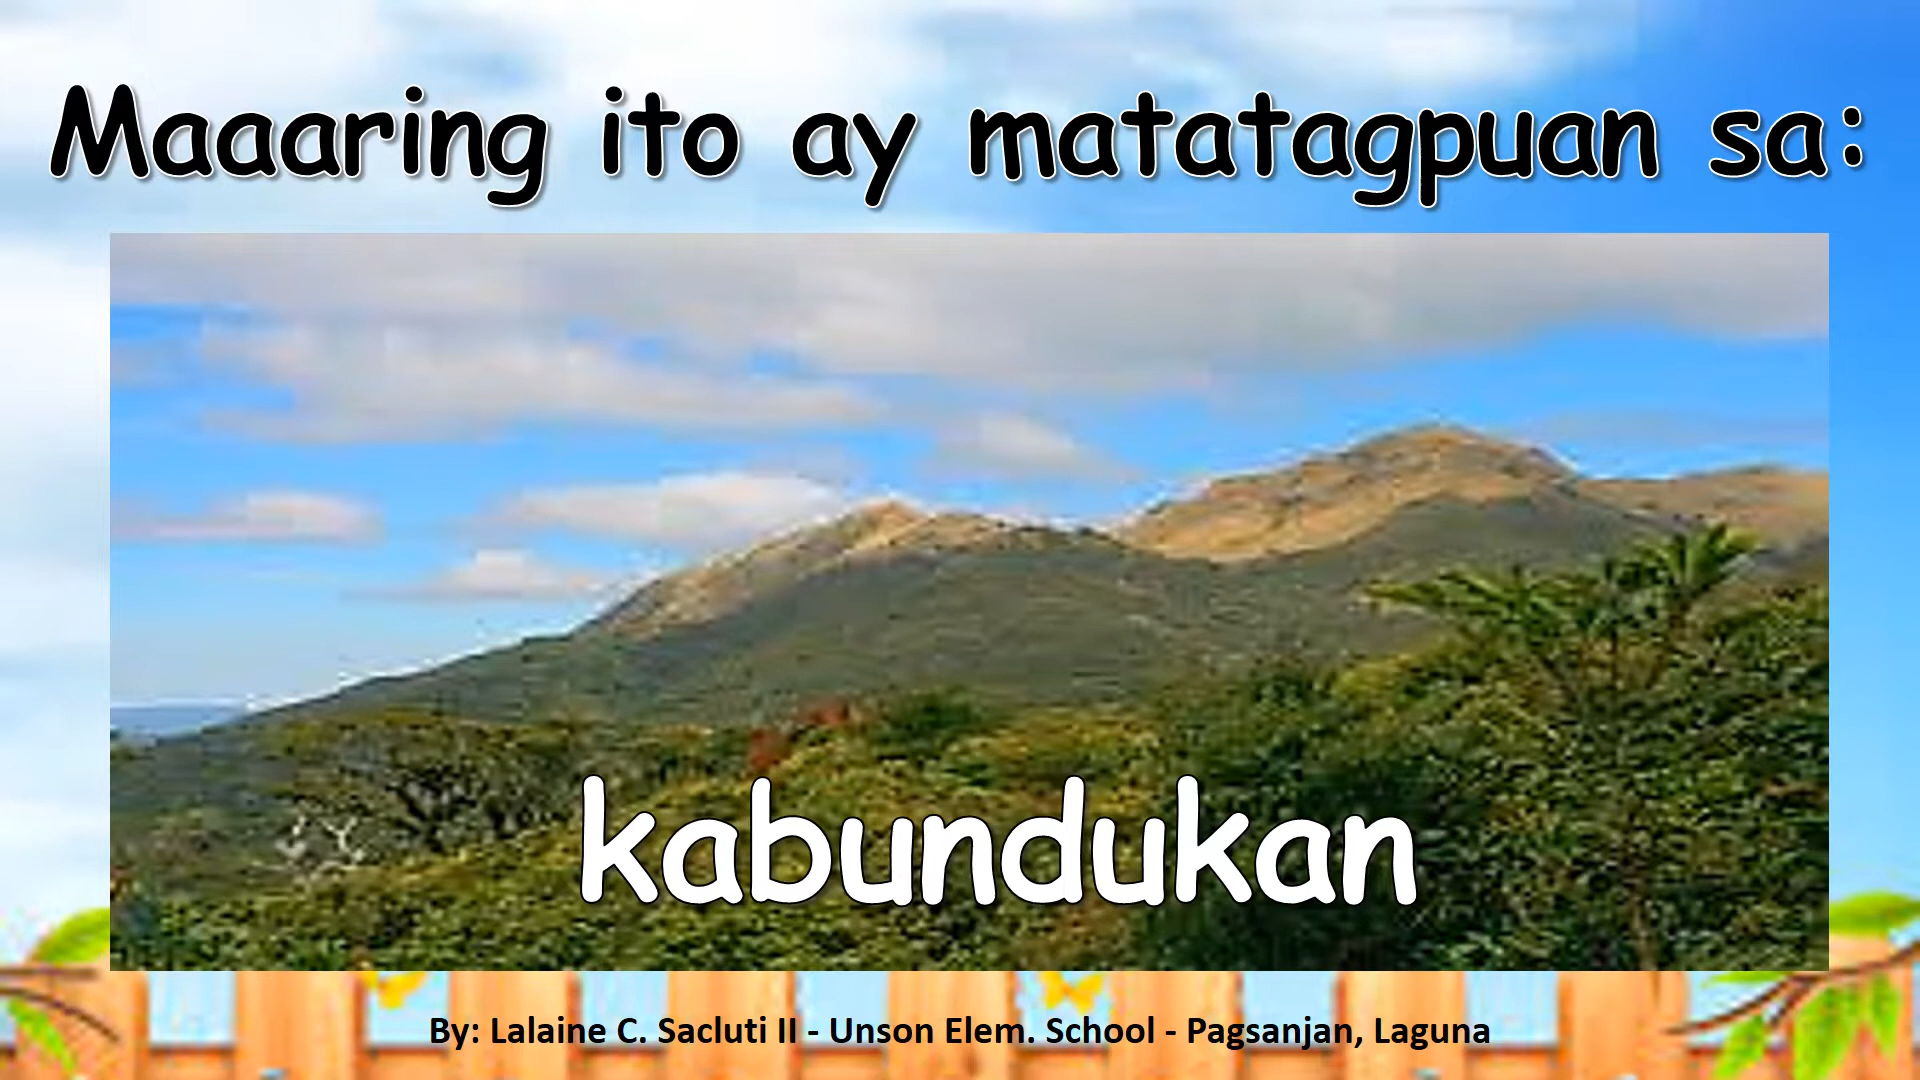 Maaaring ito ay matatagpuan sa:
kabundukan
By: Lalaine C. Sacluti II - Unson Elem. School - Pagsanjan, Laguna